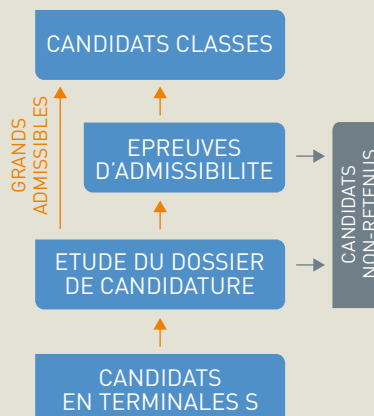 CANDIDATS CLASSES
GRANDS
ADMISSIBLES
EPREUVES
D'ADMISSIBILITE
CANDIDATS
NON-RETENUS
ETUDE DU DOSSIER
DE CANDIDATURE
CANDIDATS
EN TERMINALES S